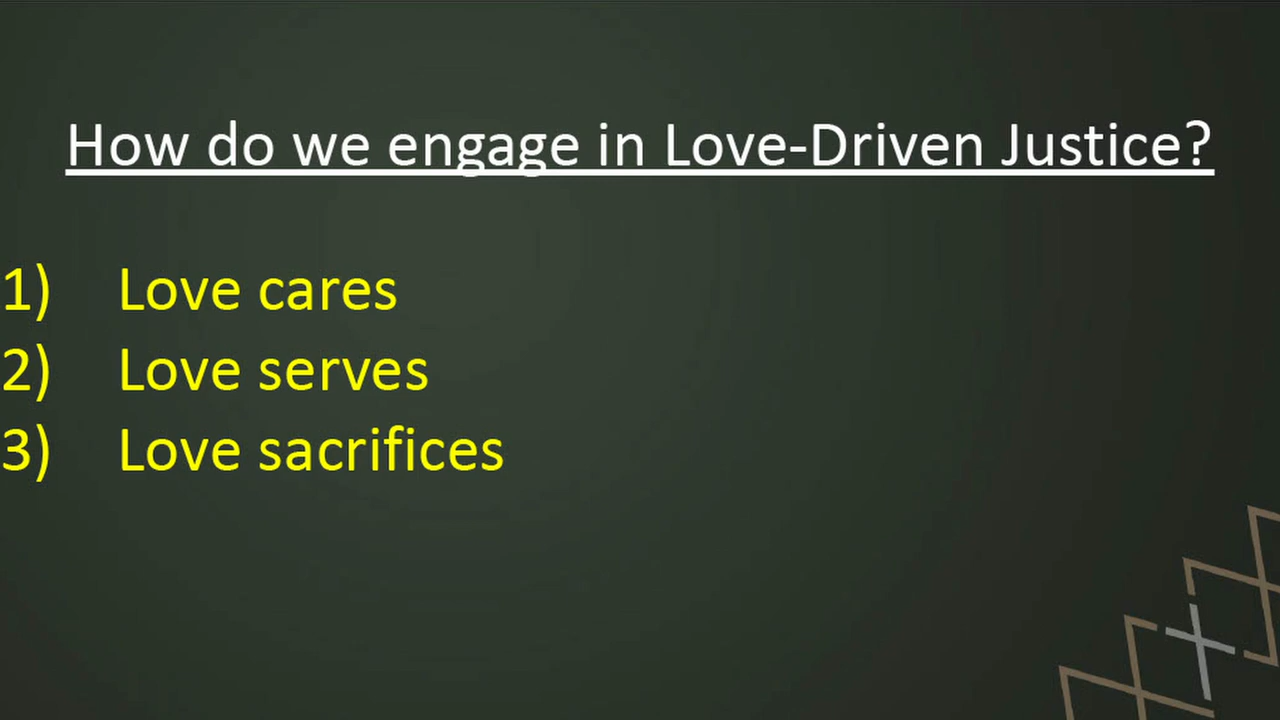 How do we engage in Love-Driven Justice?
1) Love cares
2) Love serves
3) Love sacrifices